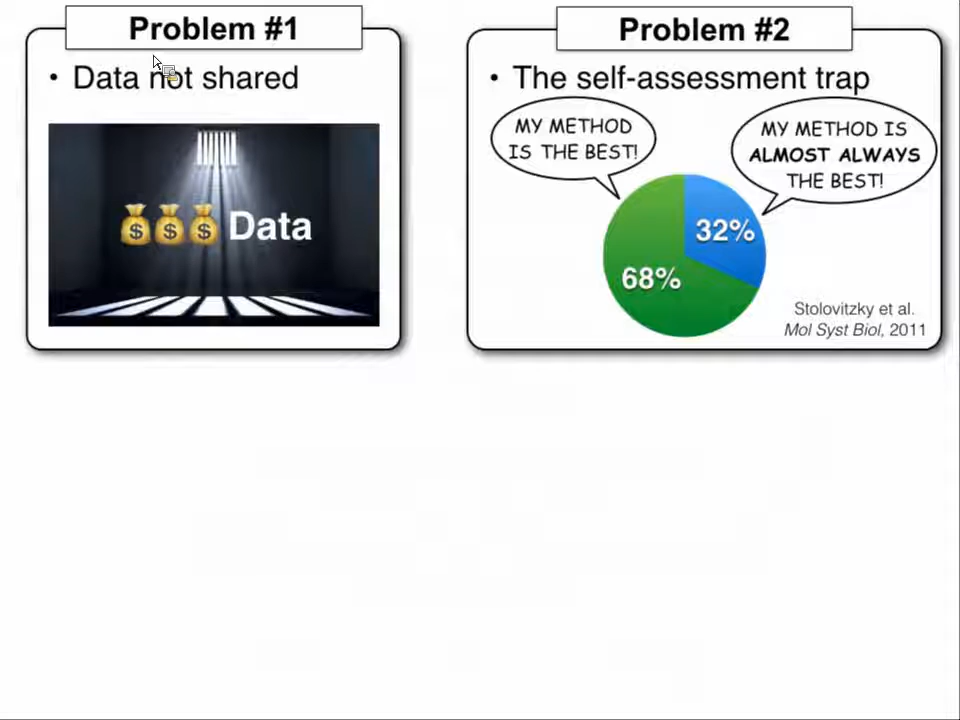 Problem #1
• Data not shared
$ $ $ Data
Problem #2
• The self-assessment trap
MY METHOD
IS THE BEST!
MY METHOD IS
ALMOST ALWAYS
THE BEST!
32%
68%
Stolovitzky et al.
Mol Syst Biol, 2011